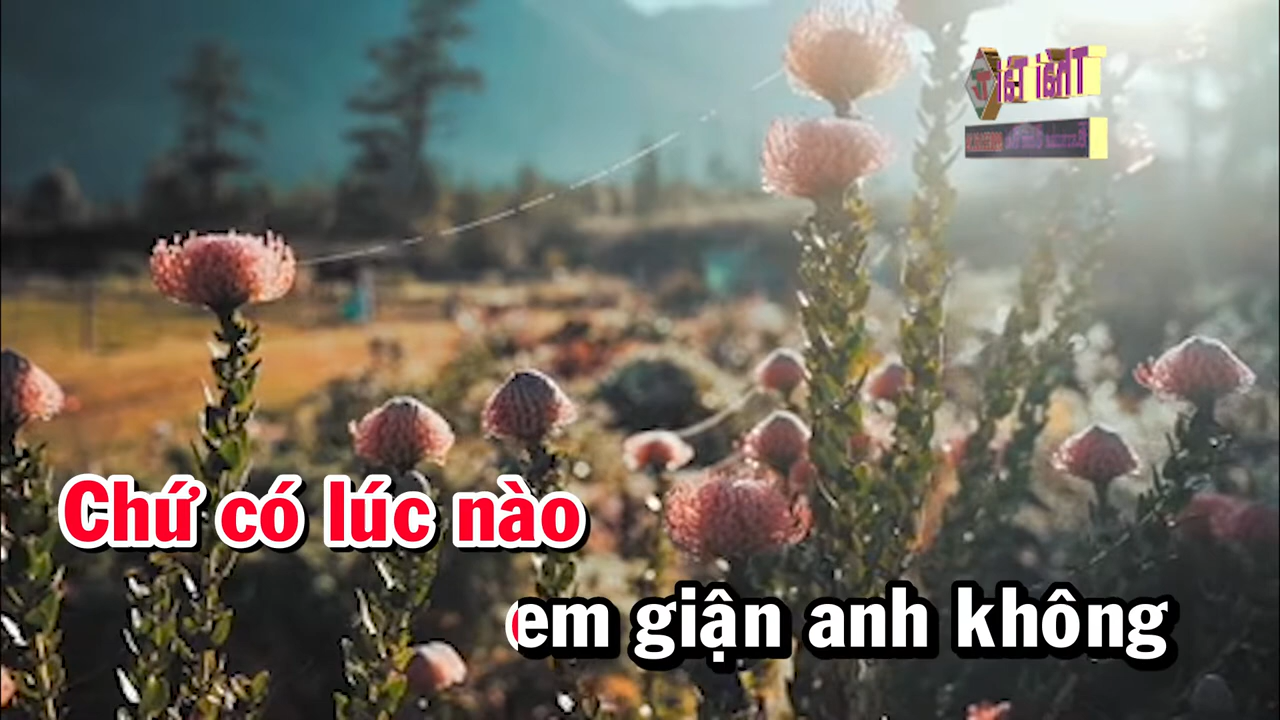 Chứ có lúc nào
em giận anh không